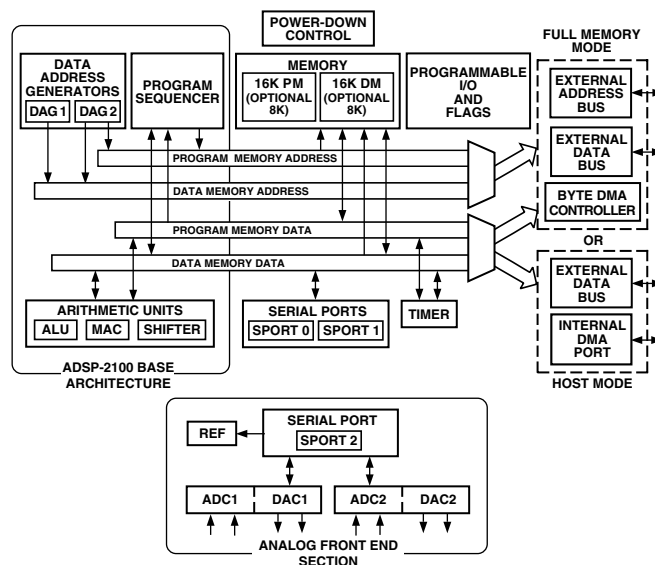 POWER-DOWN
CONTROL
FULL MEMORY
MODE
DATA
ADDRESS
GENERATORS
DAG 1
DAG 2
PROGRAM
SEQUENCER
MEMORY
16K PM
(OPTIONAL
8K)
16K DM
(OPTIONAL
8K)
PROGRAMMABLE
I/O
AND
FLAGS
EXTERNAL
ADDRESS
BUS
EXTERNAL
DATA
BUS
BYTE DMA
CONTROLLER
OR
EXTERNAL
DATA
BUS
INTERNAL
DMA
PORT
HOST MODE
PROGRAM MEMORY ADDRESS
DATA MEMORY ADDRESS
PROGRAM MEMORY DATA
DATA MEMORY DATA
ARITHMETIC UNITS
ALU
MAC
SHIFTER
SERIAL PORTS
SPORT 0
SPORT 1
TIMER
ADSP-2100 BASE
ARCHITECTURE
REF
SERIAL PORT
SPORT 2
ADC1
DAC1
ADC2
DAC2
ANALOG FRONT END
SECTION